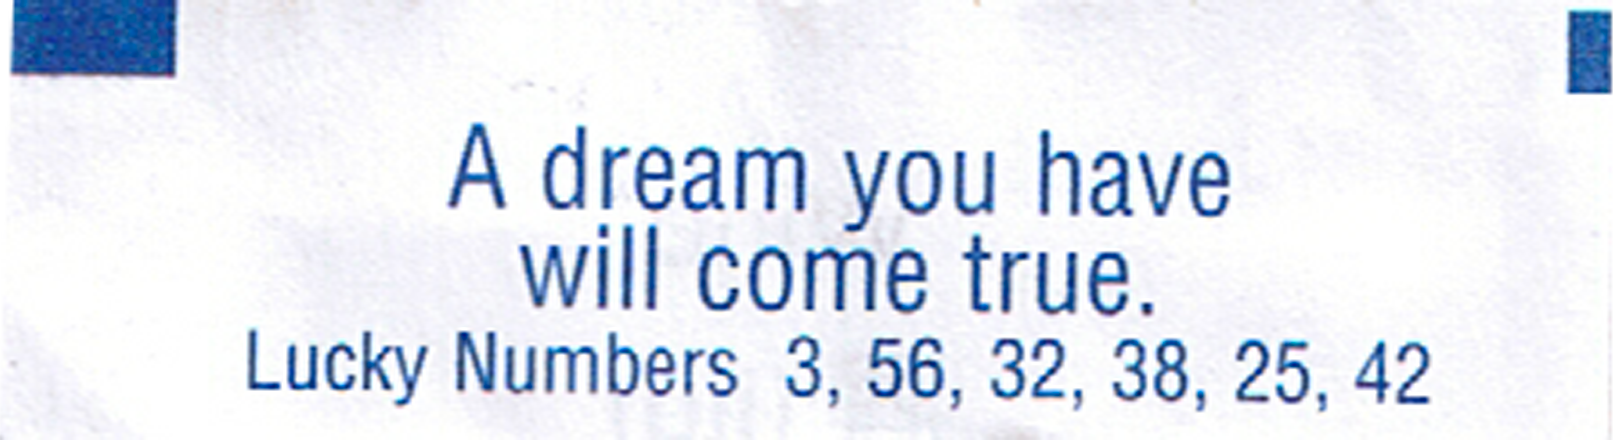 A dream you have
will come true.
Lucky Numbers 3, 56, 32, 38, 25, 42